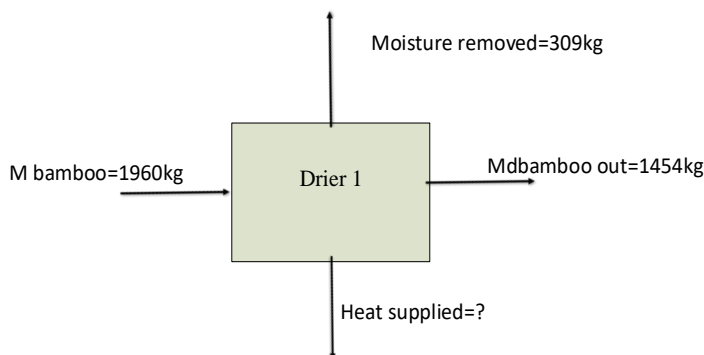 Moisture removed=309kg
M bamboo=1960kg
Drier 1
Mdbamboo out=1454kg
Heat supplied=?